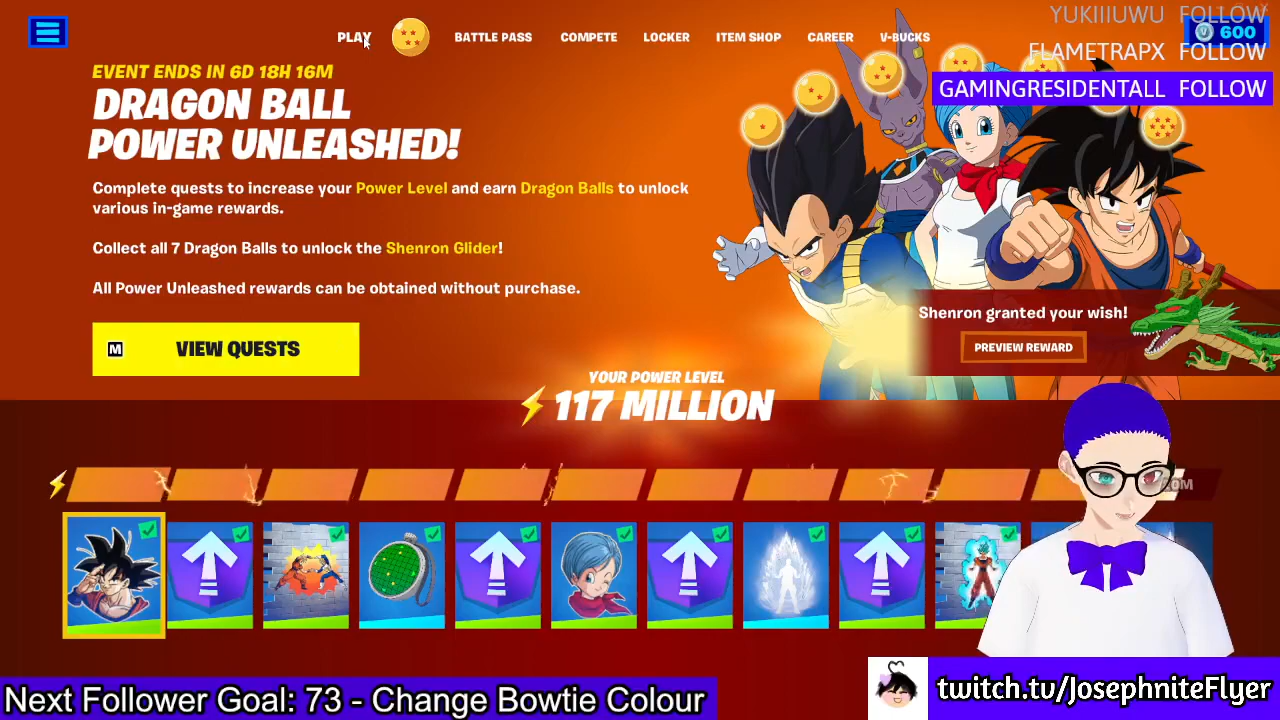 PLAY
BATTLE PASS
COMPETE
LOCKER
ITEM SHOP
CAREER
V-BUCKS
YUKIIIUWU FOLLOW
600
FLAMETRAPX FOLLOW
GAMINGRESIDENTALL FOLLOW
EVENT ENDS IN 6D 18H 16M
DRAGON BALL
POWER UNLEASHED!
Complete quests to increase your Power Level and earn Dragon Balls to unlock
various in-game rewards.
Collect all 7 Dragon Balls to unlock the Shenron Glider!
All Power Unleashed rewards can be obtained without purchase.
M VIEW QUESTS
Shenron granted your wish!
PREVIEW REWARD
YOUR POWER LEVEL
117 MILLION
Next Follower Goal: 73 - Change Bowtie Colour
twitch.tv/JosephniteFlyer